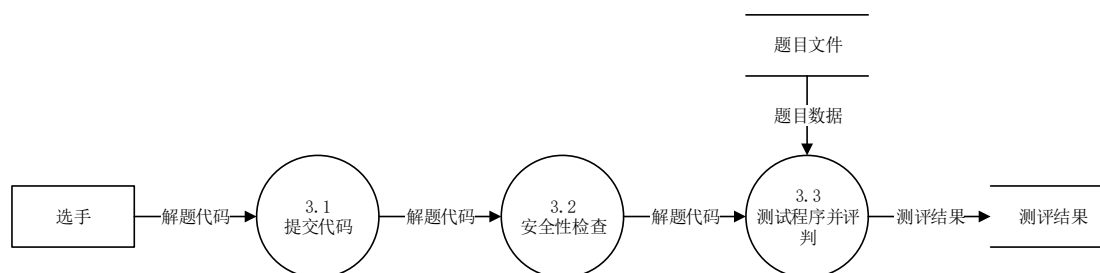 题目文件
题目数据
选手
解题代码
3.1
提交代码
解题代码
3.2
安全性检查
解题代码
3.3
测试程序并评
判
测评结果
测评结果